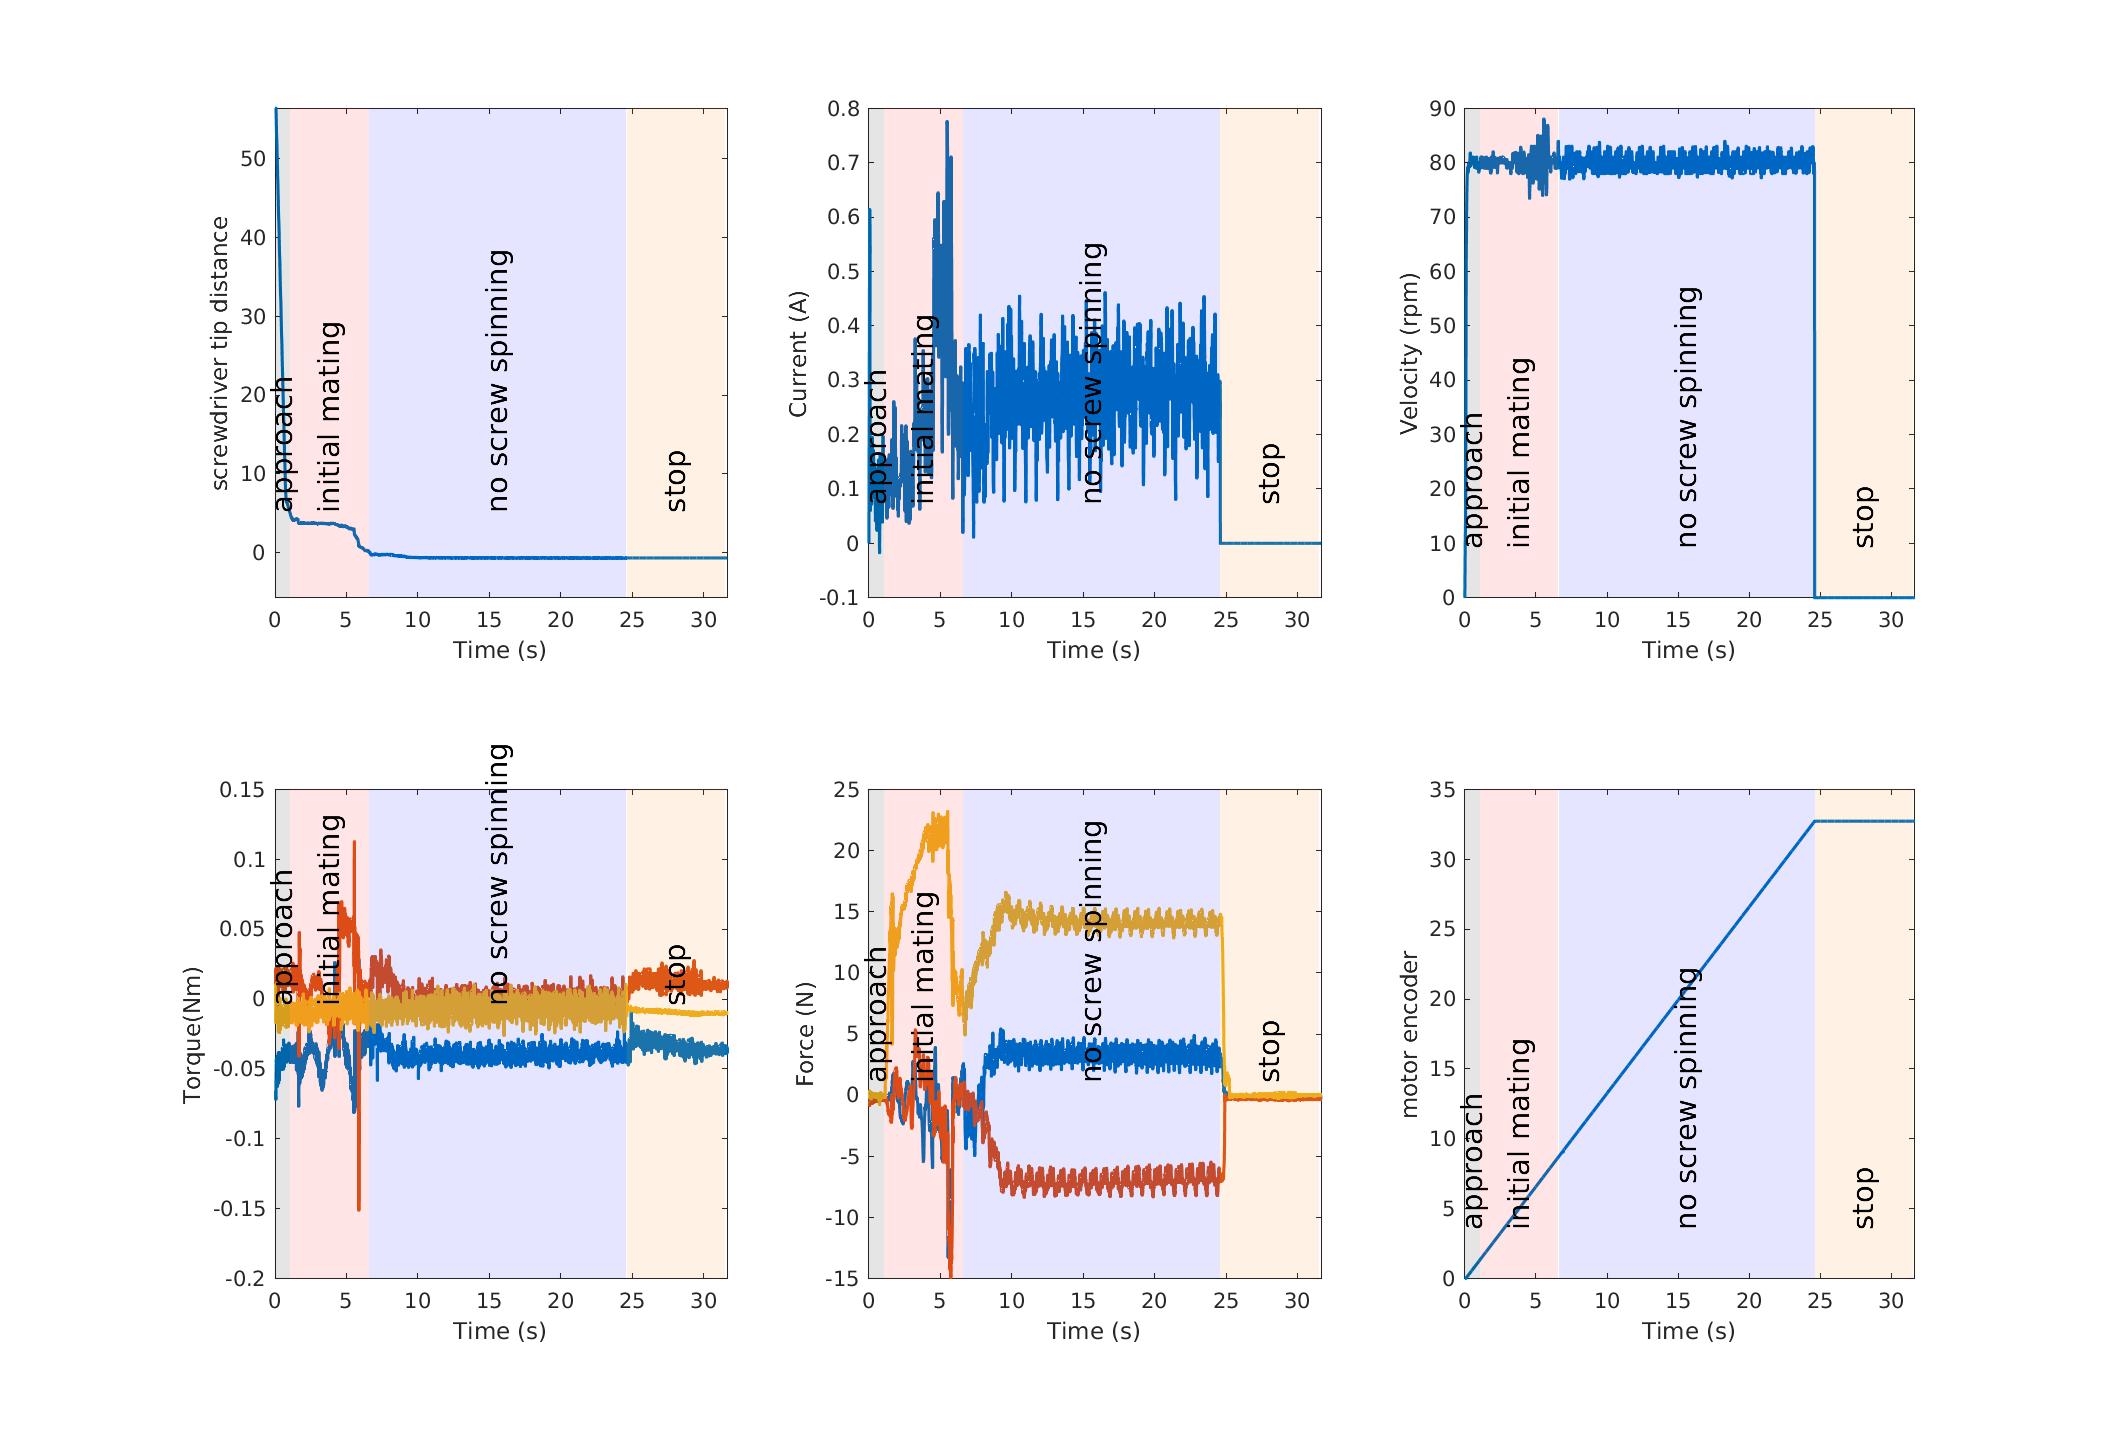 screwdriver tip distance
50
40
30
20
10
0
approach
initial mating
no screw spinning
stop
0 5 10 15 20 25 30
Time (s)
Current (A)
0.8
0.7
0.6
0.5
0.4
0.3
0.2
0.1
0
-0.1
approach
initial mating
no screw spinning
stop
0 5 10 15 20 25 30
Time (s)
Velocity (rpm)
90
80
70
60
50
40
30
20
10
0
approach
initial mating
no screw spinning
stop
0 5 10 15 20 25 30
Time (s)
Torque(Nm)
0.15
0.1
0.05
0
-0.05
-0.1
-0.15
-0.2
approach
initial mating
no screw spinning
stop
0 5 10 15 20 25 30
Time (s)
Force (N)
25
20
15
10
5
0
-5
-10
-15
approach
initial mating
no screw spinning
stop
0 5 10 15 20 25 30
Time (s)
motor encoder
35
30
25
20
15
10
5
0
approach
initial mating
no screw spinning
stop
0 5 10 15 20 25 30
Time (s)